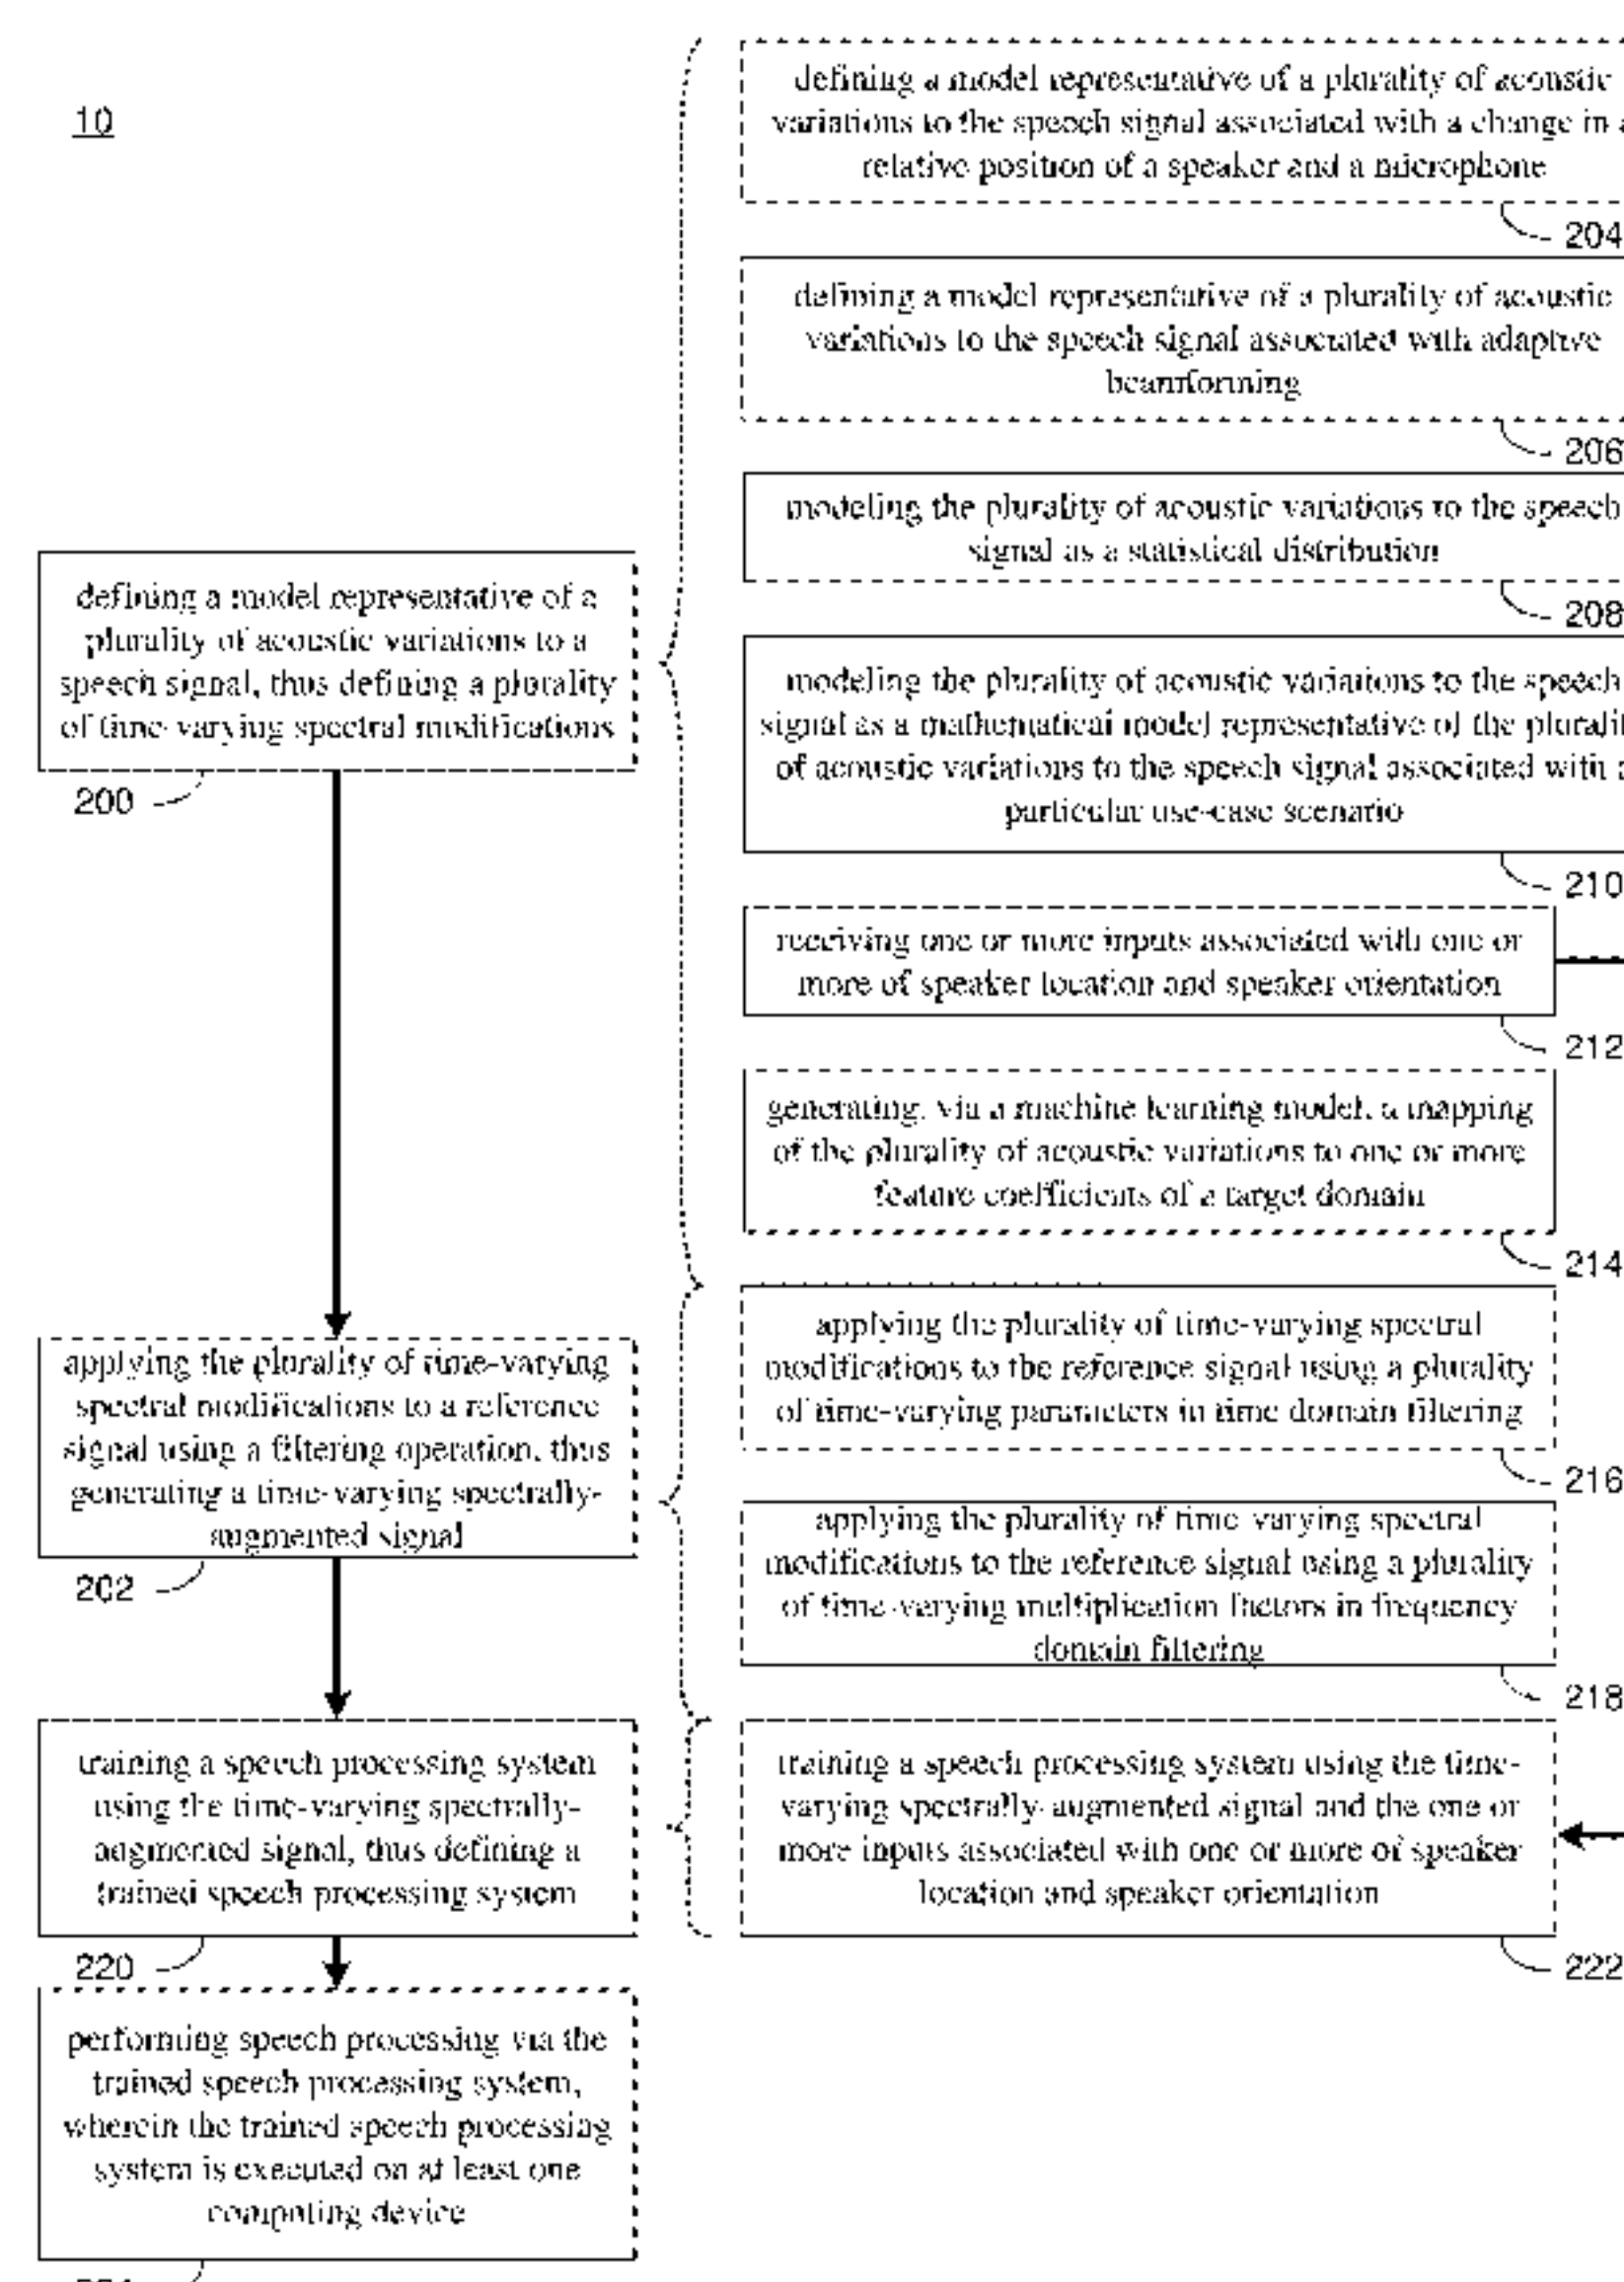 10
defining a model representative of a plurality of acoustic
variations to the speech signal associated with a change in a
relative position of a speaker and a microphone
204
defining a model representative of a plurality of acoustic
variations to the speech signal associated with adaptive
beamforming
206
modeling the plurality of acoustic variations to the speech
signal as a statistical distribution
208
defining a model representative of a
plurality of acoustic variations to a
speech signal, thus defining a plurality
of time-varying spectral modifications
200
modeling the plurality of acoustic variations to the speech
signal as a mathematical model representative of the
of acoustic variations to the speech signal associated with a
particular use-case scenario
210
receiving one or more inputs associated with one or
more of speaker location and speaker orientation
212
generating, via a machine learning model, a mapping
of the plurality of acoustic variations to one or more
feature coefficients of a target domain
214
applying the plurality of time-varying
spectral modifications to a reference
signal using a filtering operation, thus
generating a time-varying spectrally-
augmented signal
202
applying the plurality of time-varying spectral
modifications to the reference signal using a plurality
of time-varying parameters in time domain filtering
216
applying the plurality of time-varying spectral
modifications to the reference signal using a plurality
of time-varying multiplication factors in frequency
domain filtering
218
training a speech processing system
using the time-varying spectrally-
augmented signal, thus defining a
trained speech processing system
220
training a speech processing system using the time-
varying spectrally-augmented signal and the one or
more inputs associated with one or more of speaker
location and speaker orientation
222
performing speech processing via the
trained speech processing system,
wherein the trained speech processing
system is executed on at least one
computing device